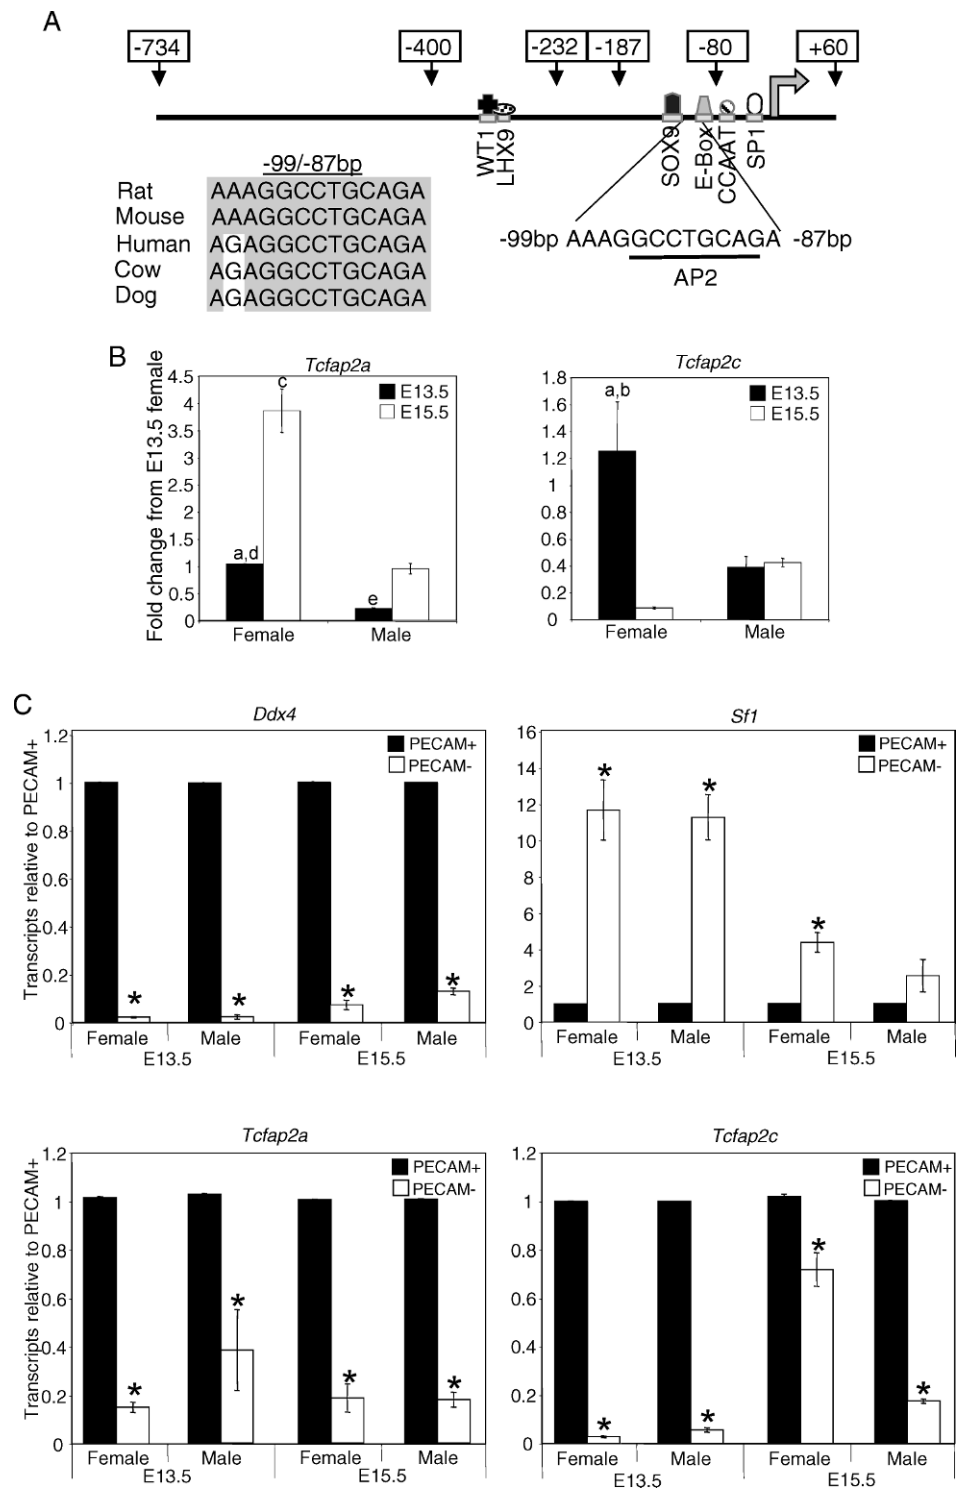 A
-734 -400 -232 -187 -80 +60
WT1 LHX9 SOX9 E-Box CCAAT SP1
-99/-87bp
Rat AAAGGCCTGCAGA
Mouse AAAGGCCTGCAGA
Human AGAGGCCTGCAGA
Cow AGAGGCCTGCAGA
Dog AGAGGCCTGCAGA
-99bp AAAGGCCTGCAGA -87bp
AP2
B
Tcfap2a
Fold change from E13.5 female
4.5
4
3.5
3
2.5
2
1.5
1
0.5
0
E13.5
E15.5
a,d
c
e
Female Male
Tcfap2c
1.8
1.6
1.4
1.2
1
0.8
0.6
0.4
0.2
0
E13.5
E15.5
a,b
Female Male
C
Ddx4
Transcripts relative to PECAM+
1.2
1
0.8
0.6
0.4
0.2
0
PECAM+
PECAM-
* * * *
Female Male Female Male
E13.5 E15.5
Sf1
16
14
12
10
8
6
4
2
0
PECAM+
PECAM-
* * *
Female Male Female Male
E13.5 E15.5
Tcfap2a
Transcripts relative to PECAM+
1.2
1
0.8
0.6
0.4
0.2
0
PECAM+
PECAM-
* * * *
Female Male Female Male
E13.5 E15.5
Tcfap2c
1.2
1
0.8
0.6
0.4
0.2
0
PECAM+
PECAM-
* * * *
Female Male Female Male
E13.5 E15.5